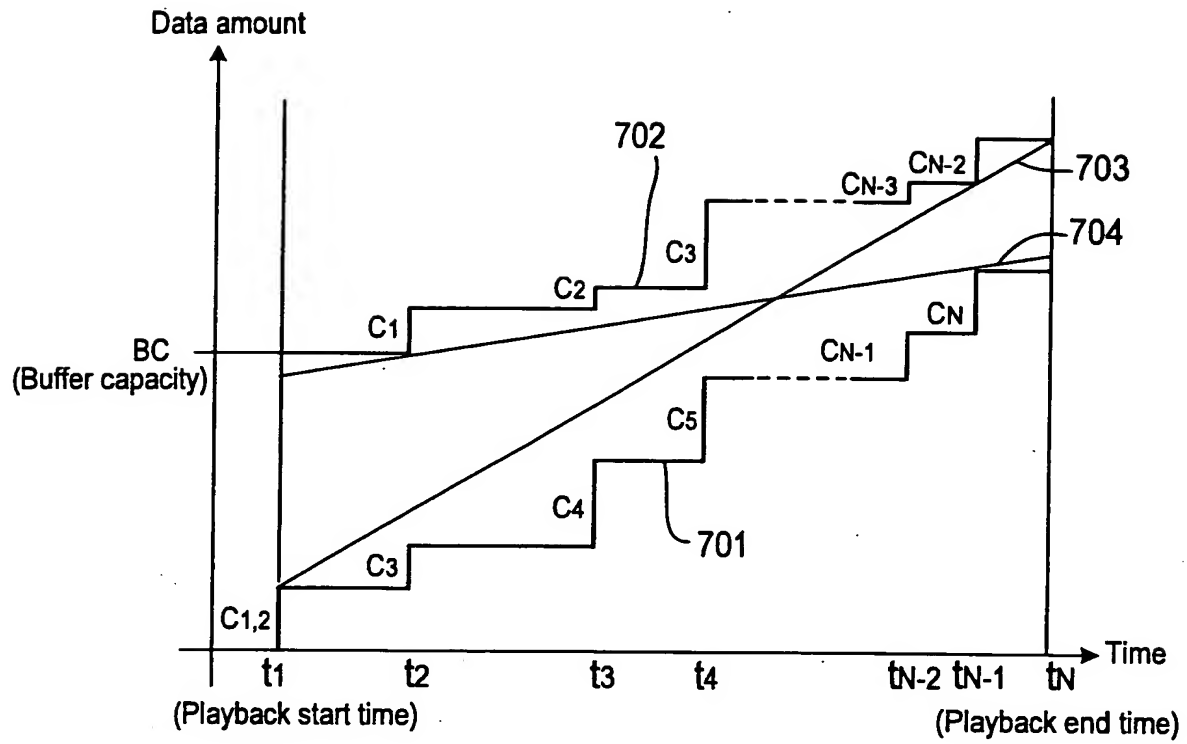 Data amount
702
CN-2
703
CN-3
C3
704
C2
C1
CN
BC
(Buffer capacity)
CN-1
C5
C4
701
C3
C1,2
Time
t1
t2
t3
t4
tN-2
tN-1
tN
(Playback start time)
(Playback end time)